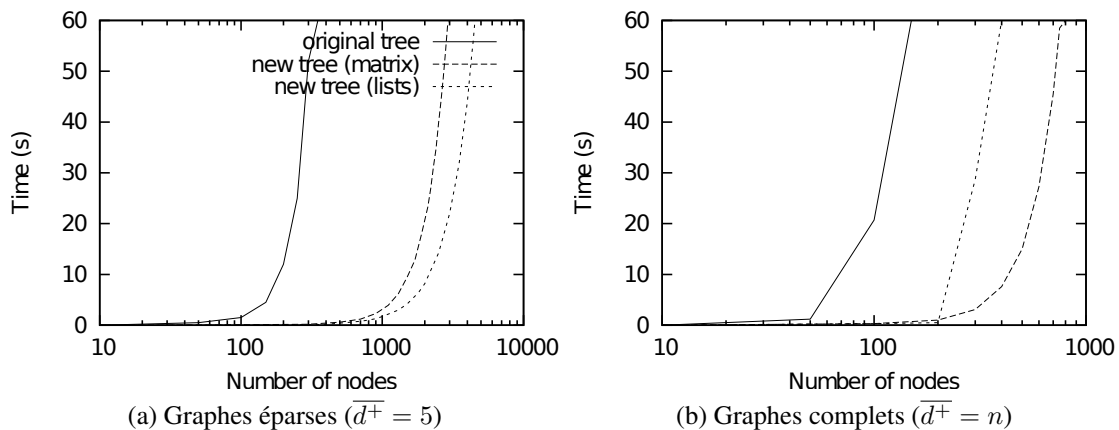 60
50
40
30
20
10
0
Time (s)
original tree
new tree (matrix)
new tree (lists)
10
100
1000
10000
Number of nodes
(a) Graphes éparses ($\overline{d^+} = 5$)
60
50
40
30
20
10
0
Time (s)
10
100
1000
Number of nodes
(b) Graphes complets ($\overline{d^+} = n$)